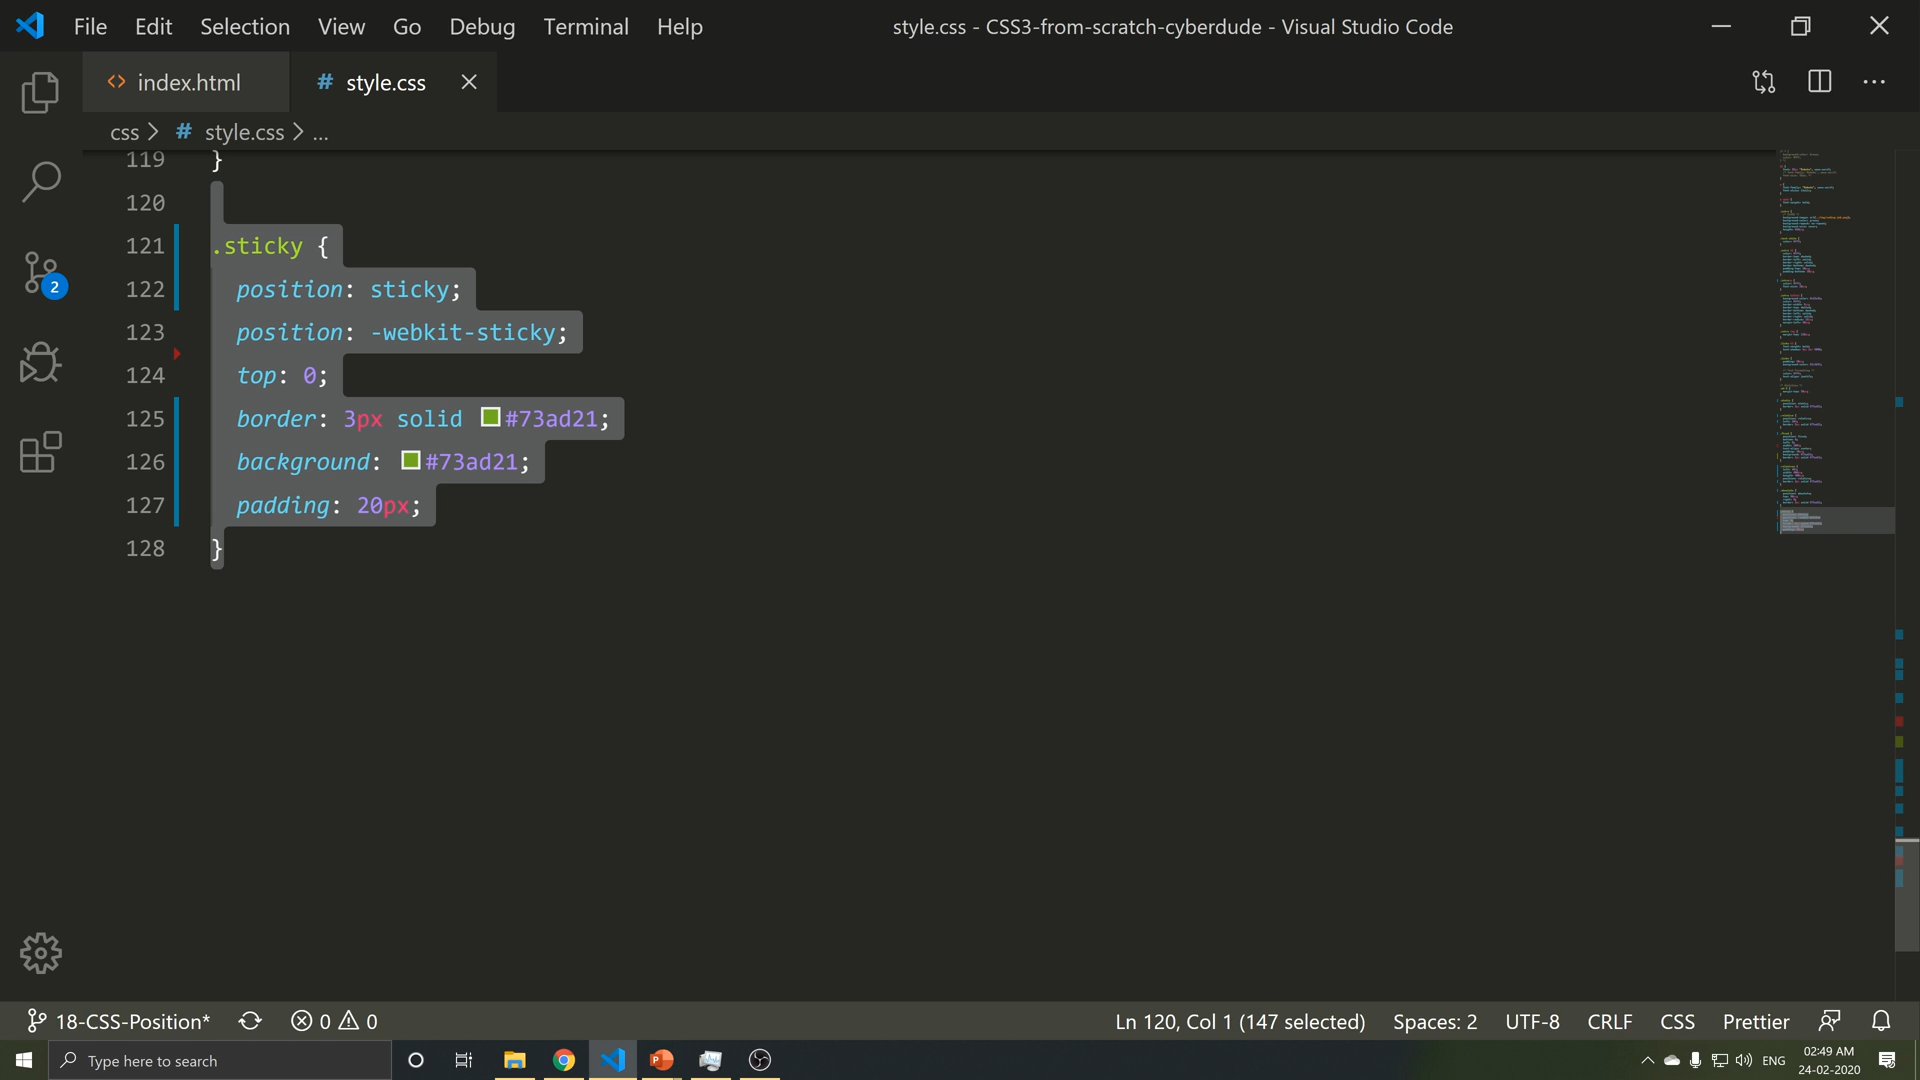 File Edit Selection View Go Debug Terminal Help style.css - CSS3-from-scratch-cyberdude - Visual Studio Code
<> index.html # style.css
css > # style.css > ...
119 }
120
121 .sticky {
122 position: sticky;
123 position: -webkit-sticky;
124 top: 0;
125 border: 3px solid #73ad21;
126 background: #73ad21;
127 padding: 20px;
128 }
2
18-CSS-Position* 0 0 Ln 120, Col 1 (147 selected) Spaces: 2 UTF-8 CRLF CSS Prettier
Type here to search ENG 02:49 AM
24-02-2020